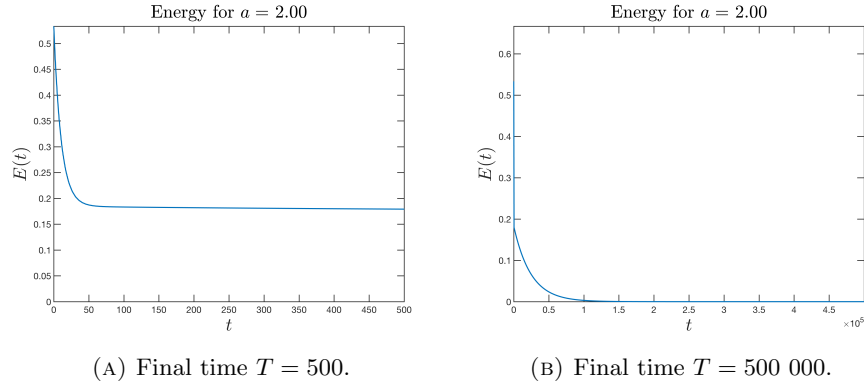 Energy for a = 2.00
0.5
0.45
0.4
0.35
0.3
0.25
0.2
0.15
0.1
0.05
0
E(t)
0 50 100 150 200 250 300 350 400 450 500
t
(A) Final time T = 500.
Energy for a = 2.00
0.6
0.5
0.4
0.3
0.2
0.1
0
E(t)
0 0.5 1 1.5 2 2.5 3 3.5 4 4.5
×10⁵
t
(B) Final time T = 500 000.